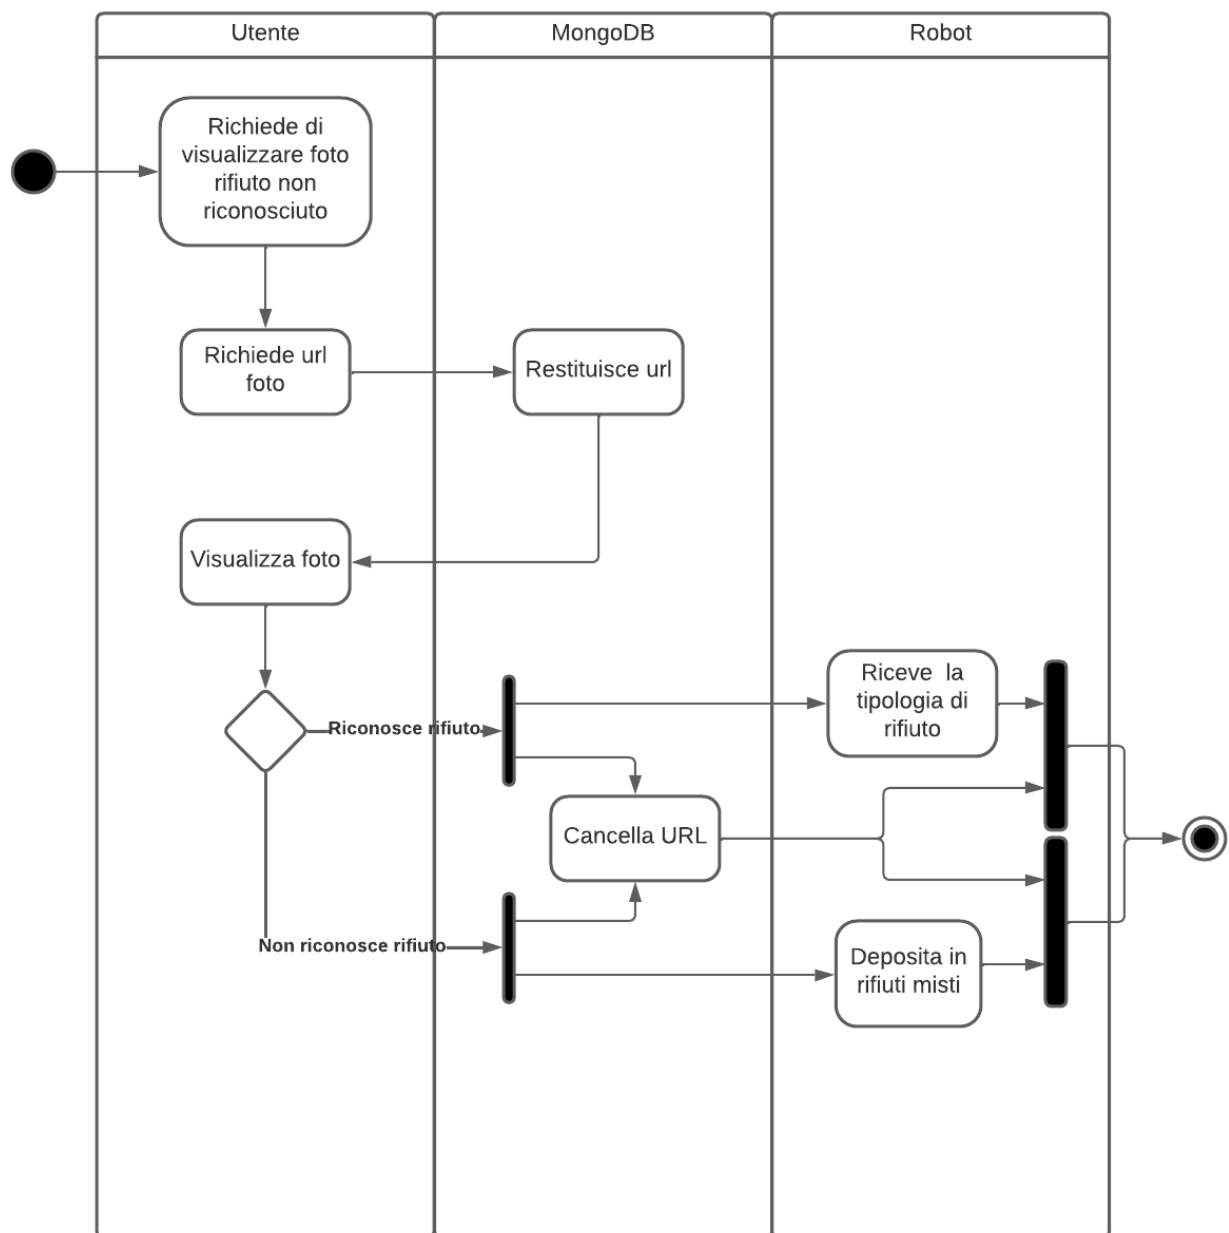 Utente
MongoDB
Robot
Richiede di
visualizzare foto
rifiuto non
riconosciuto
Richiede url
foto
Restituisce url
Visualizza foto
Riconosce rifiuto
Riceve  la
tipologia di
rifiuto
Cancella URL
Non riconosce rifiuto
Deposita in
rifiuti misti